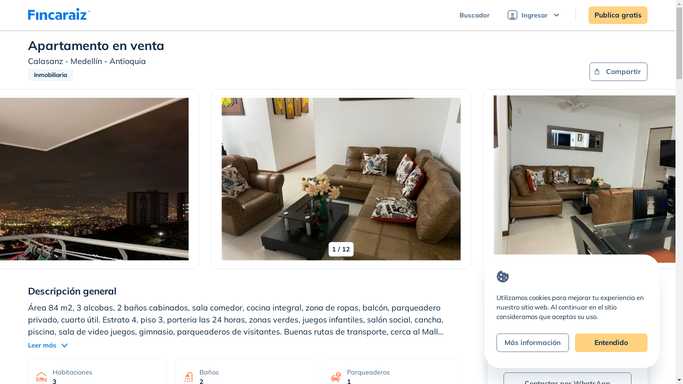 Fincaraiz
Buscador
Ingresar
Publica gratis
Apartamento en venta
Calasanz - Medellín - Antioquia
Inmobiliaria
Compartir
1 / 12
Descripción general
Área 84 m2, 3 alcobas, 2 baños cabinados, sala comedor, cocina integral, zona de ropas, balcón, parqueadero
privado, cuarto útil. Estrato 4, piso 3, portería las 24 horas, zonas verdes, juegos infantiles, salón social, cancha,
piscina, sala de video juegos, gimnasio, parqueaderos de visitantes. Buenas rutas de transporte, cerca al Mall...
Leer más
Habitaciones
3
Baños
2
Parqueaderos
1
Utilizamos cookies para mejorar tu experiencia en
nuestro sitio web. Al continuar en el sitio
consideramos que aceptas su uso.
Más información
Entendido
Contactar por WhatsApp